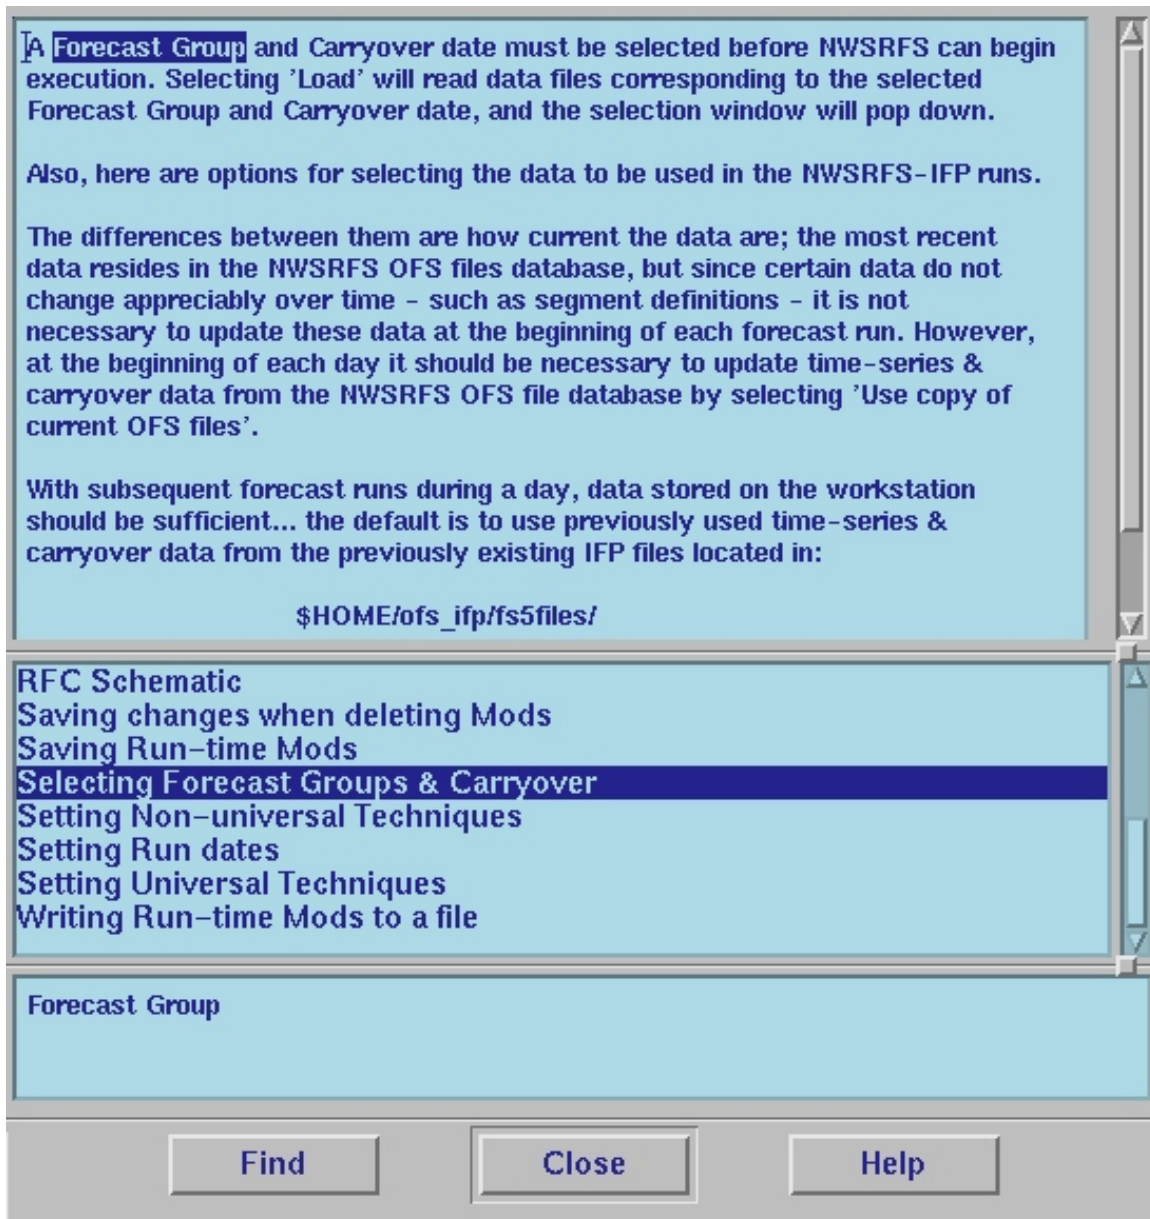 A Forecast Group and Carryover date must be selected before NWSRFS can begin
execution. Selecting 'Load' will read data files corresponding to the selected
Forecast Group and Carryover date, and the selection window will pop down.
Also, here are options for selecting the data to be used in the NWSRFS-IFP runs.
The differences between them are how current the data are; the most recent
data resides in the NWSRFS OFS files database, but since certain data do not
change appreciably over time - such as segment definitions - it is not
necessary to update these data at the beginning of each forecast run. However,
at the beginning of each day it should be necessary to update time-series &
carryover data from the NWSRFS OFS file database by selecting 'Use copy of
current OFS files'.
With subsequent forecast runs during a day, data stored on the workstation
should be sufficient... the default is to use previously used time-series &
carryover data from the previously existing IFP files located in:
$HOME/ofs_ifp/fs5files/
RFC Schematic
Saving changes when deleting Mods
Saving Run-time Mods
Selecting Forecast Groups & Carryover
Setting Non-universal Techniques
Setting Run dates
Setting Universal Techniques
Writing Run-time Mods to a file
Forecast Group
Find Close Help